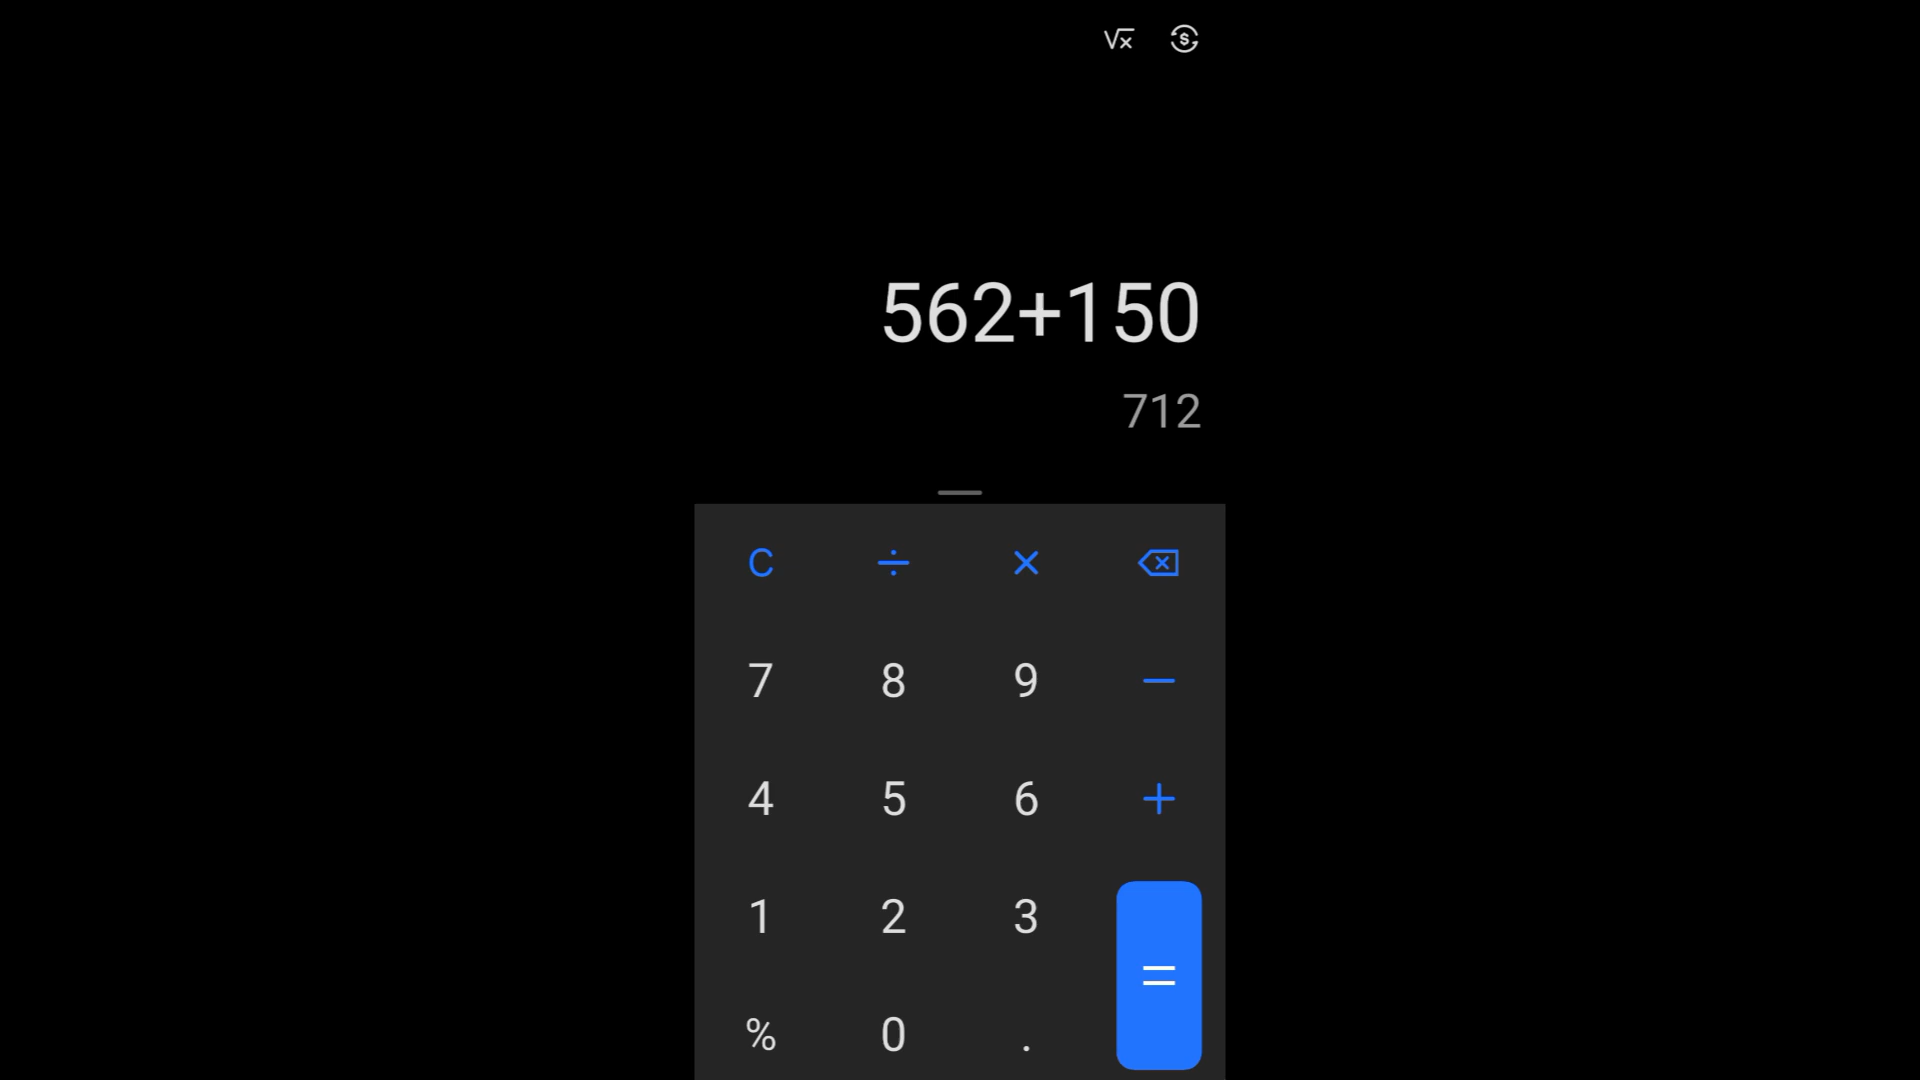 √x $
562+150
712
C ÷ ×
7 8 9 −
4 5 6 +
1 2 3
=
% 0 .